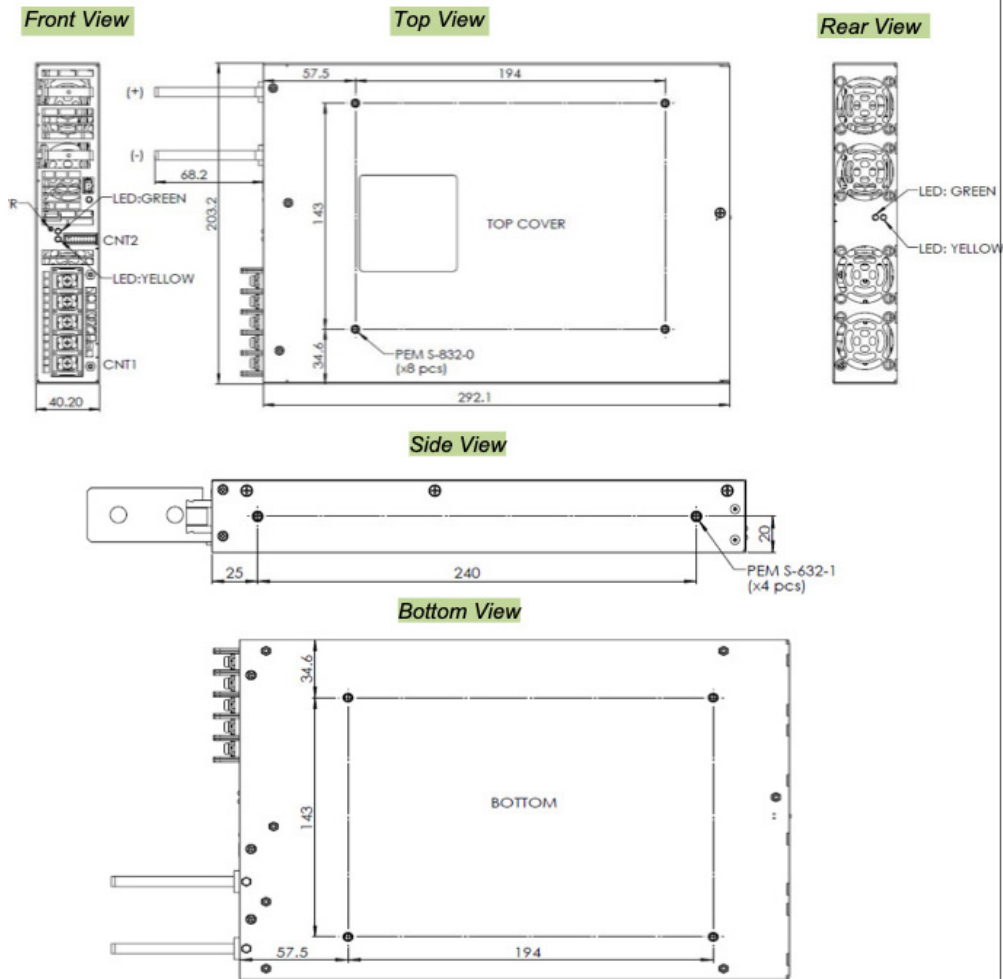 Front View
Top View
Rear View
57.5
194
(+)
(-)
68.2
203.2
143
34.6
LED:GREEN
CNT2
LED:YELLOW
CNT1
40.20
TOP COVER
PEM S-832-0
(x8 pcs)
292.1
LED: GREEN
LED: YELLOW
Side View
25
240
20
PEM S-632-1
(x4 pcs)
Bottom View
34.6
143
BOTTOM
57.5
194